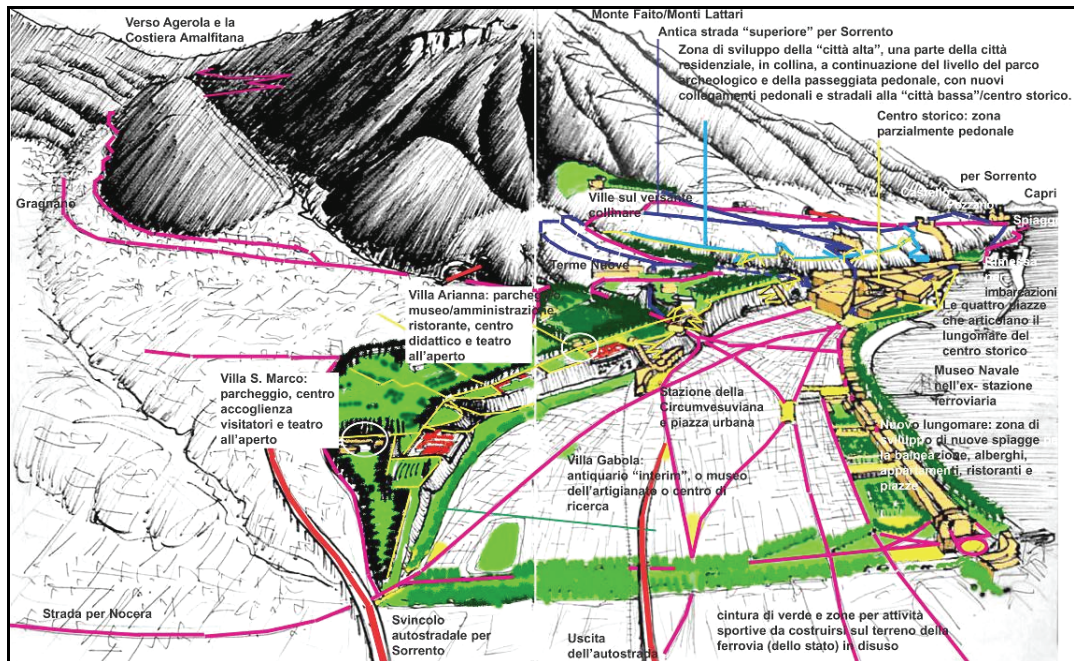 Verso Agerola e la
Costiera Amalfitana
Monte Faito/Monti Lattari
Antica strada “superiore” per Sorrento
Zona di sviluppo della “città alta”, una parte della città
residenziale, in collina, a continuazione del livello del parco
archeologico e della passeggiata pedonale, con nuovi
collegamenti pedonali e stradali alla “città bassa”/centro storico.
Centro storico: zona
parzialmente pedonale
per Sorrento
Capri
Pozzano
Spiagge
Gragnano
Ville sul versante
collinare
Terme Nuove
per
imbarcazioni
Villa Arianna: parcheggio
museo/amministrazione
ristorante, centro
didattico e teatro
all’aperto
Le quattro piazze
che articolano il
lungomare del
centro storico
Villa S. Marco:
parcheggio, centro
accoglienza
visitatori e teatro
all’aperto
Museo Navale
nell’ex- stazione
ferroviaria
Stazione della
Circumvesuviana
e piazza urbana
Nuovo lungomare: zona di
sviluppo di nuove spiagge
la balneazione, alberghi,
appartamenti, ristoranti e
piazze
Villa Gabola:
antiquario “interim”, o museo
dell’artigianato o centro di
ricerca
Strada per Nocera
Svincolo
autostradale per
Sorrento
Uscita
dell’autostrada
cintura di verde e zone per attività
sportive da costruirsi sul terreno della
ferrovia (dello stato) in disuso